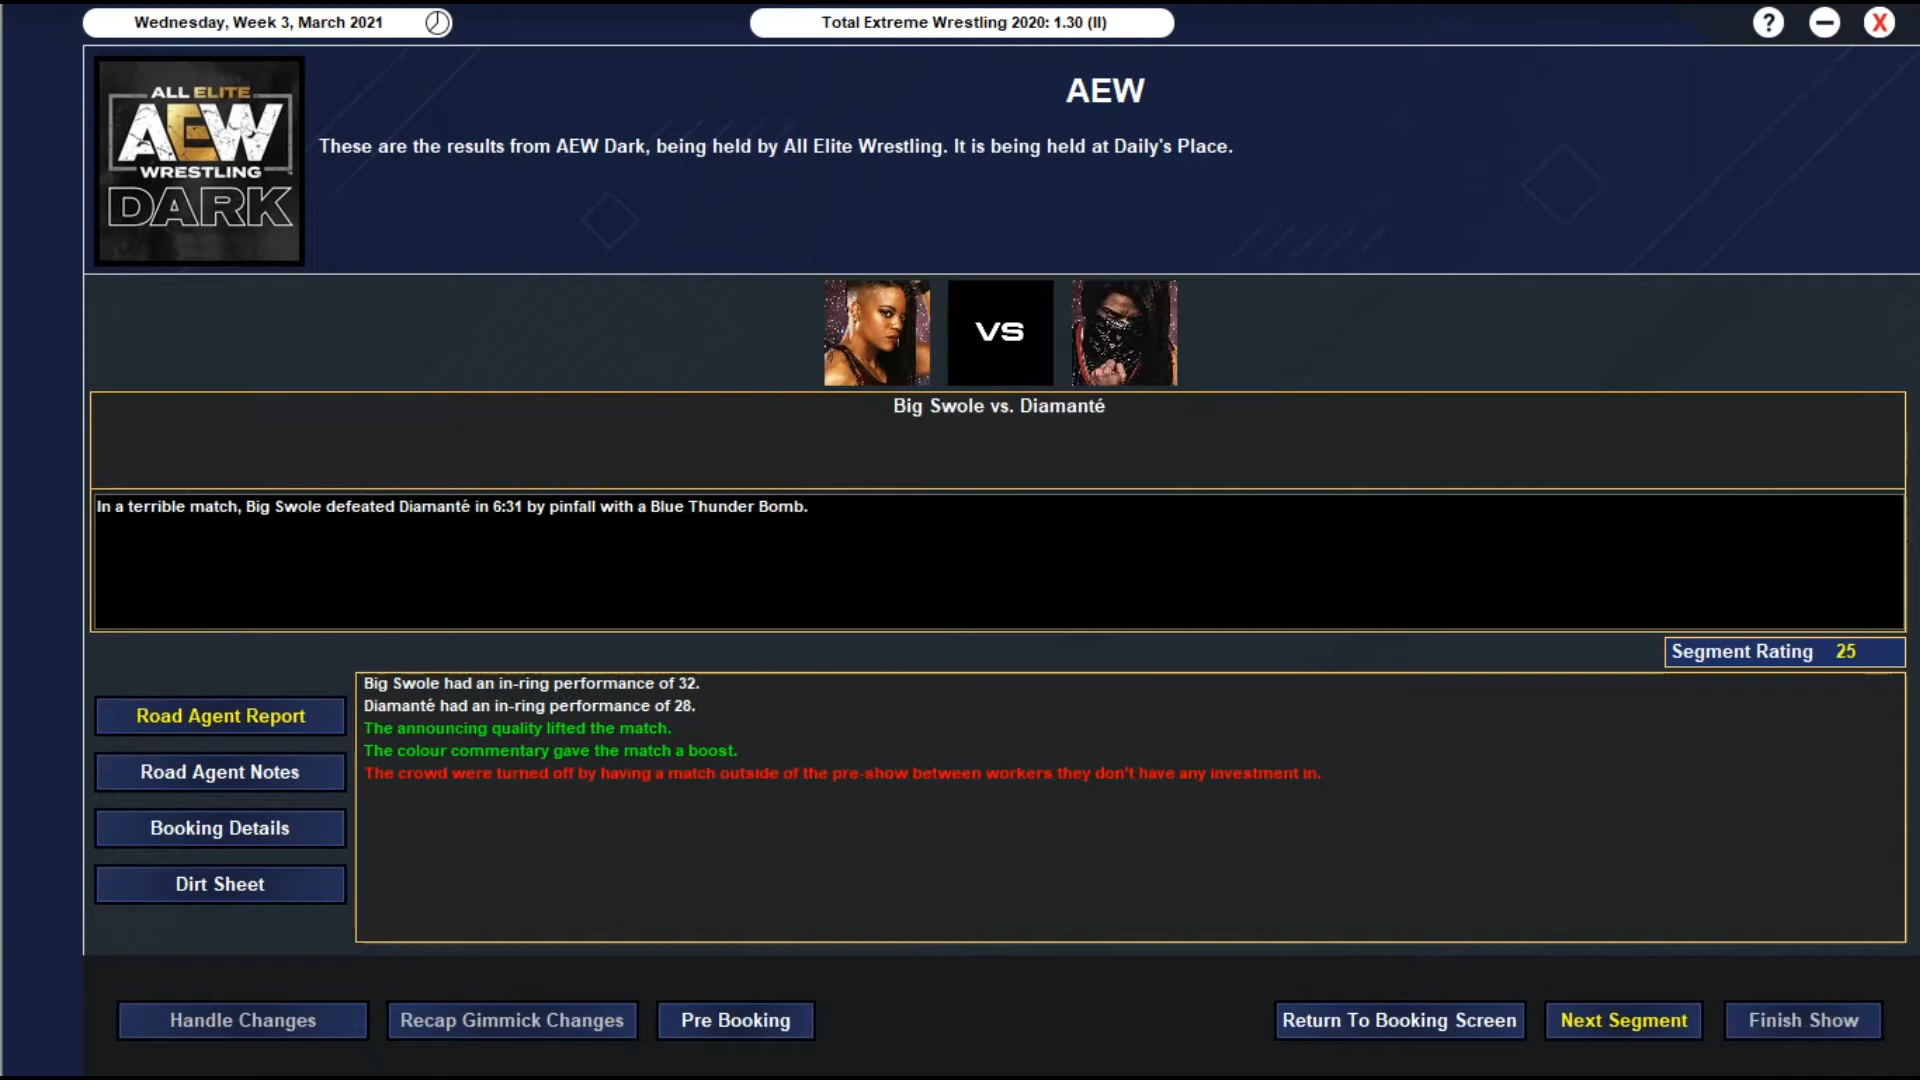 Wednesday, Week 3, March 2021
Total Extreme Wrestling 2020: 1.30 (II)
?
X
ALL ELITE
AEW
WRESTLING
DARK
AEW
These are the results from AEW Dark, being held by All Elite Wrestling. It is being held at Daily's Place.
VS
Big Swole vs. Diamanté
In a terrible match, Big Swole defeated Diamanté in 6:31 by pinfall with a Blue Thunder Bomb.
Segment Rating 25
Road Agent Report
Road Agent Notes
Booking Details
Dirt Sheet
Big Swole had an in-ring performance of 32.
Diamanté had an in-ring performance of 28.
The announcing quality lifted the match.
The colour commentary gave the match a boost.
The crowd were turned off by having a match outside of the pre-show between workers they don't have any investment in.
Handle Changes
Recap Gimmick Changes
Pre Booking
Return To Booking Screen
Next Segment
Finish Show